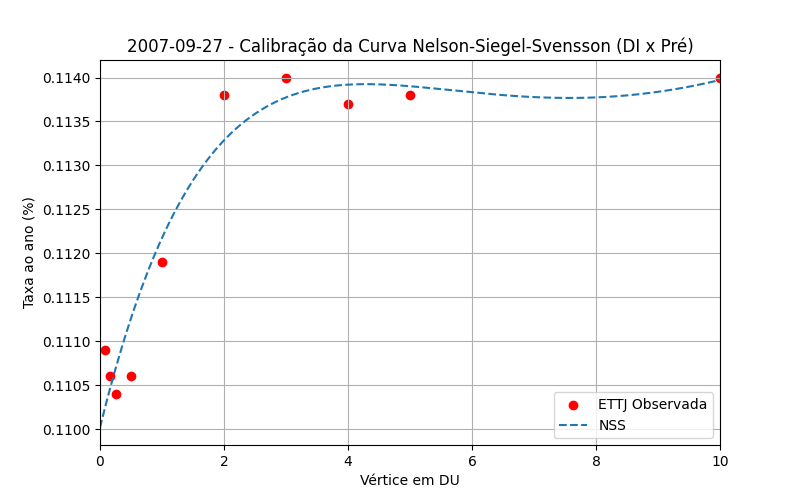 2007-09-27 - Calibração da Curva Nelson-Siegel-Svensson (DI x Pré)
0.1140
0.1135
0.1130
0.1125
0.1120
0.1115
0.1110
0.1105
0.1100
Taxa ao ano (%)
0 2 4 6 8 10
Vértice em DU
ETTJ Observada
NSS